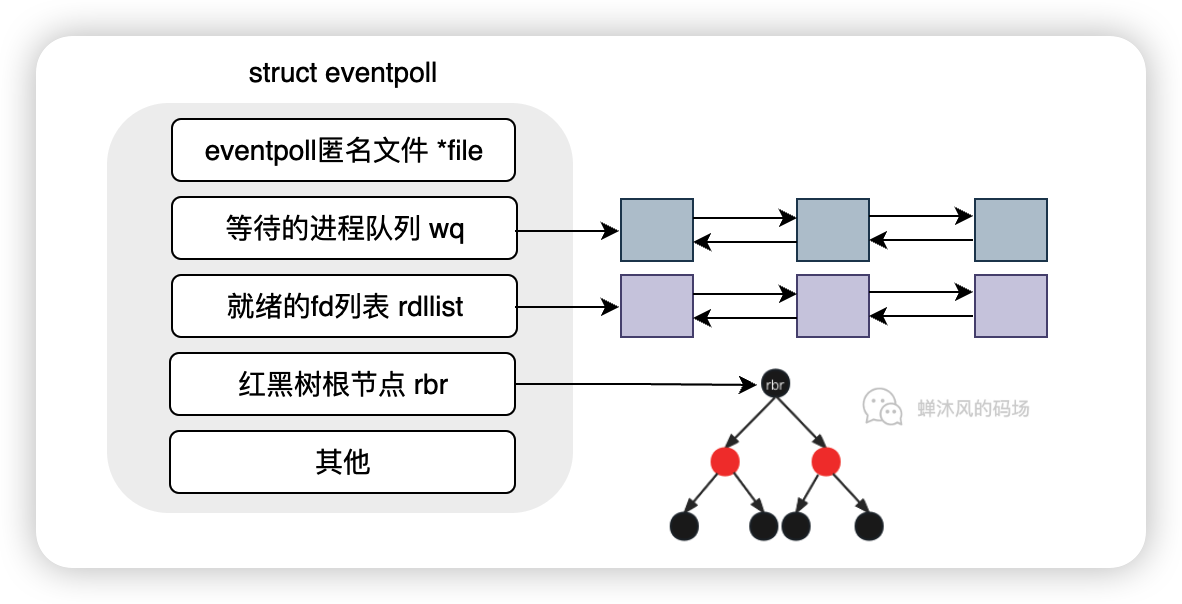 struct eventpoll
eventpoll匿名文件 *file
等待的进程队列 wq
就绪的fd列表 rdllist
红黑树根节点 rbr
rbr
蝉沐风的码场
其他